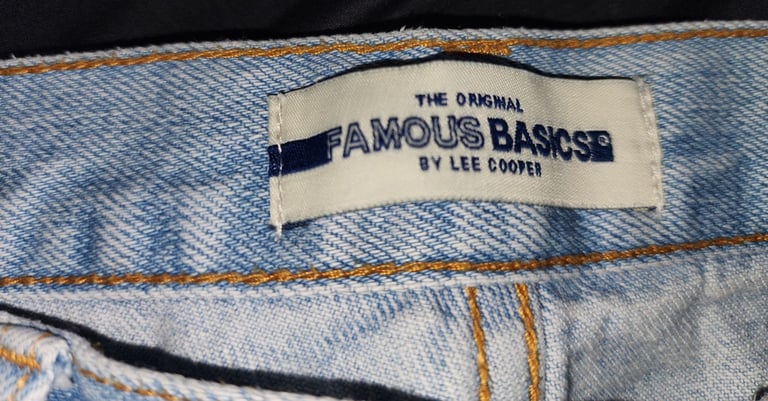 THE ORIGINAL
FAMOUS BASICS
BY LEE COOPER